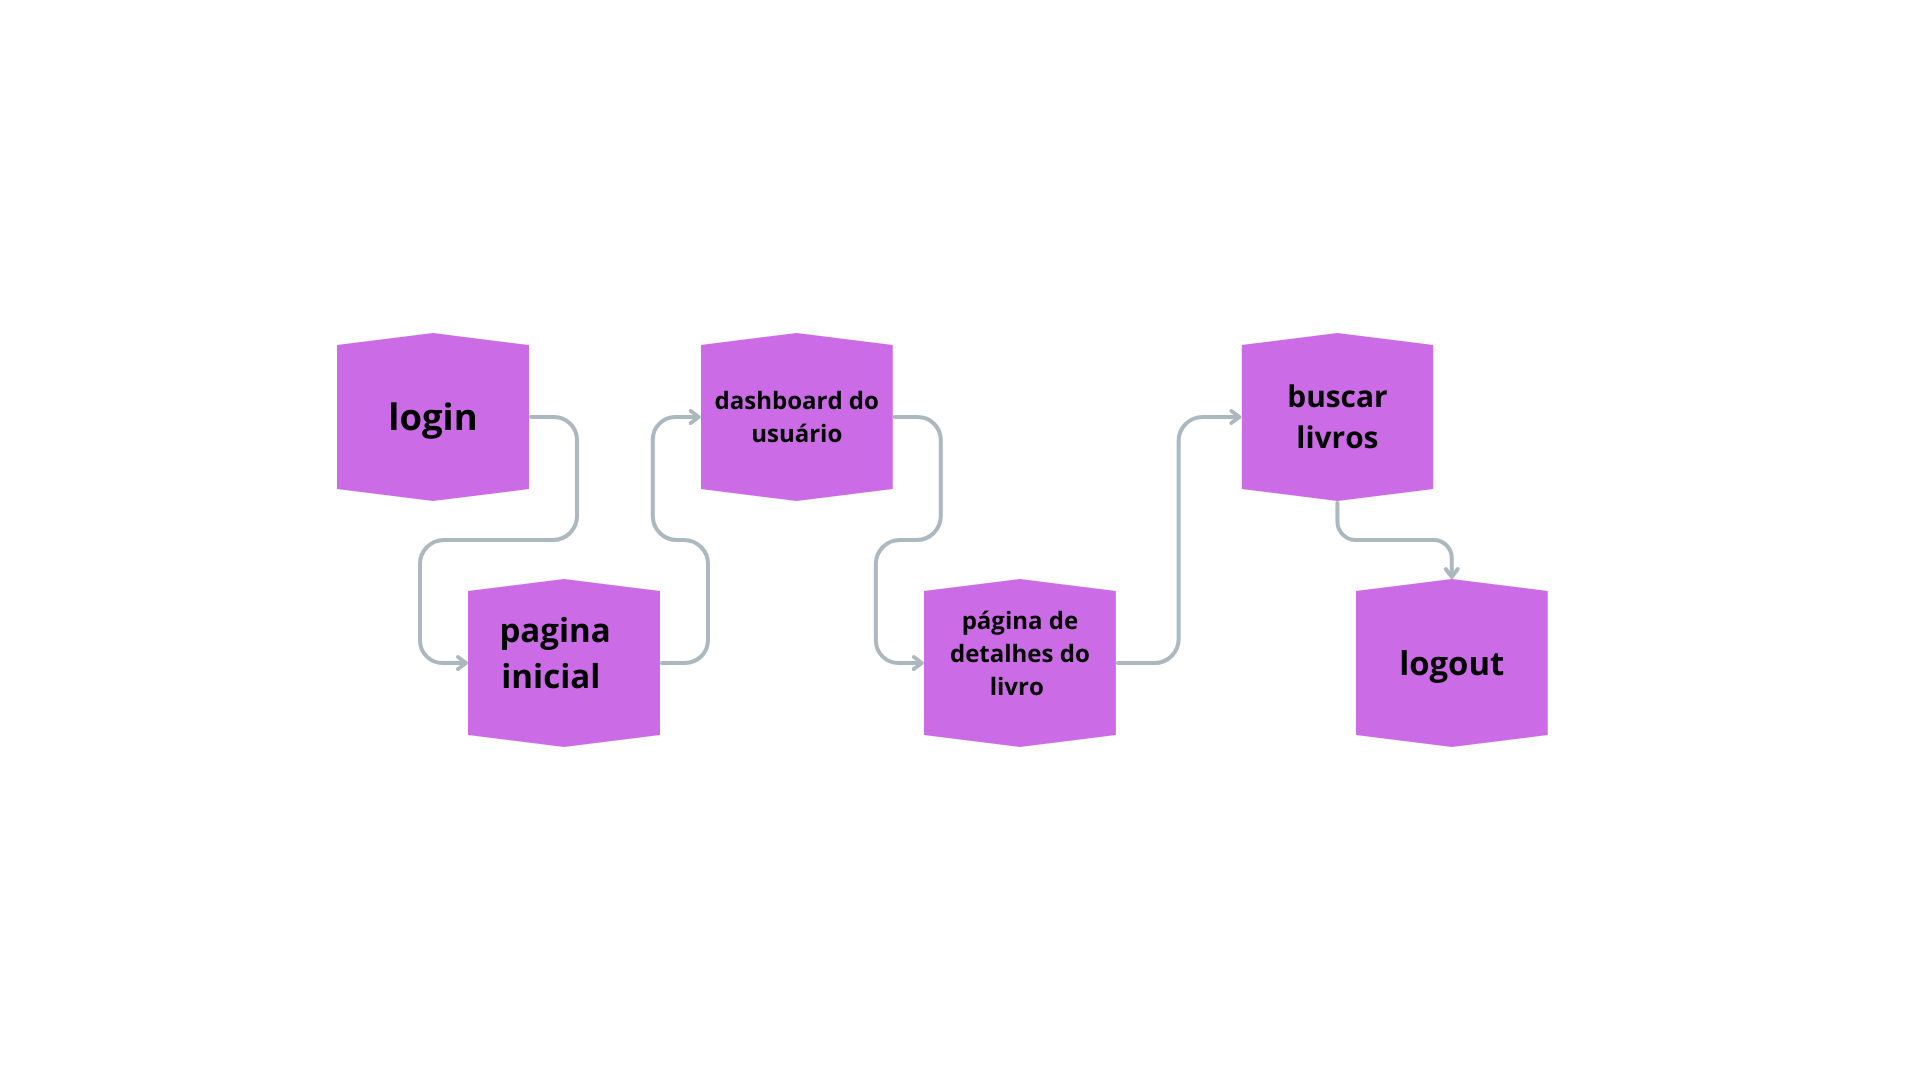 login
pagina
inicial
dashboard do
usuário
página de
detalhes do
livro
buscar
livros
logout